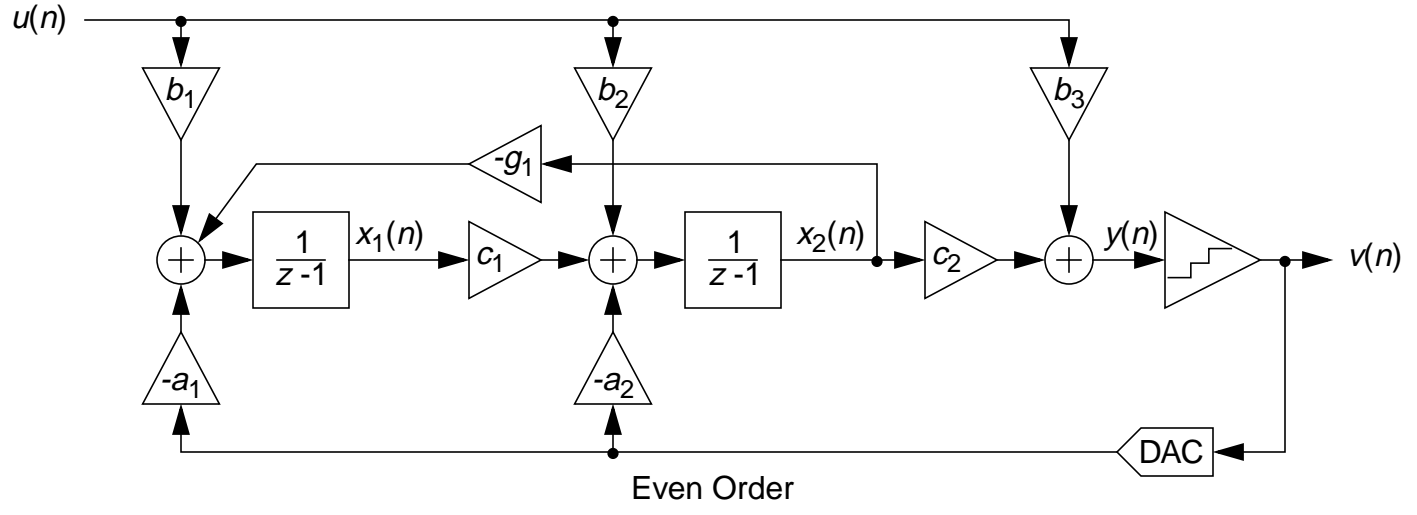 u(n)
b1 b2 b3
-g1
1
z -1
x1(n)
c1
1
z -1
x2(n)
c2
y(n)
v(n)
-a1 -a2
DAC
Even Order